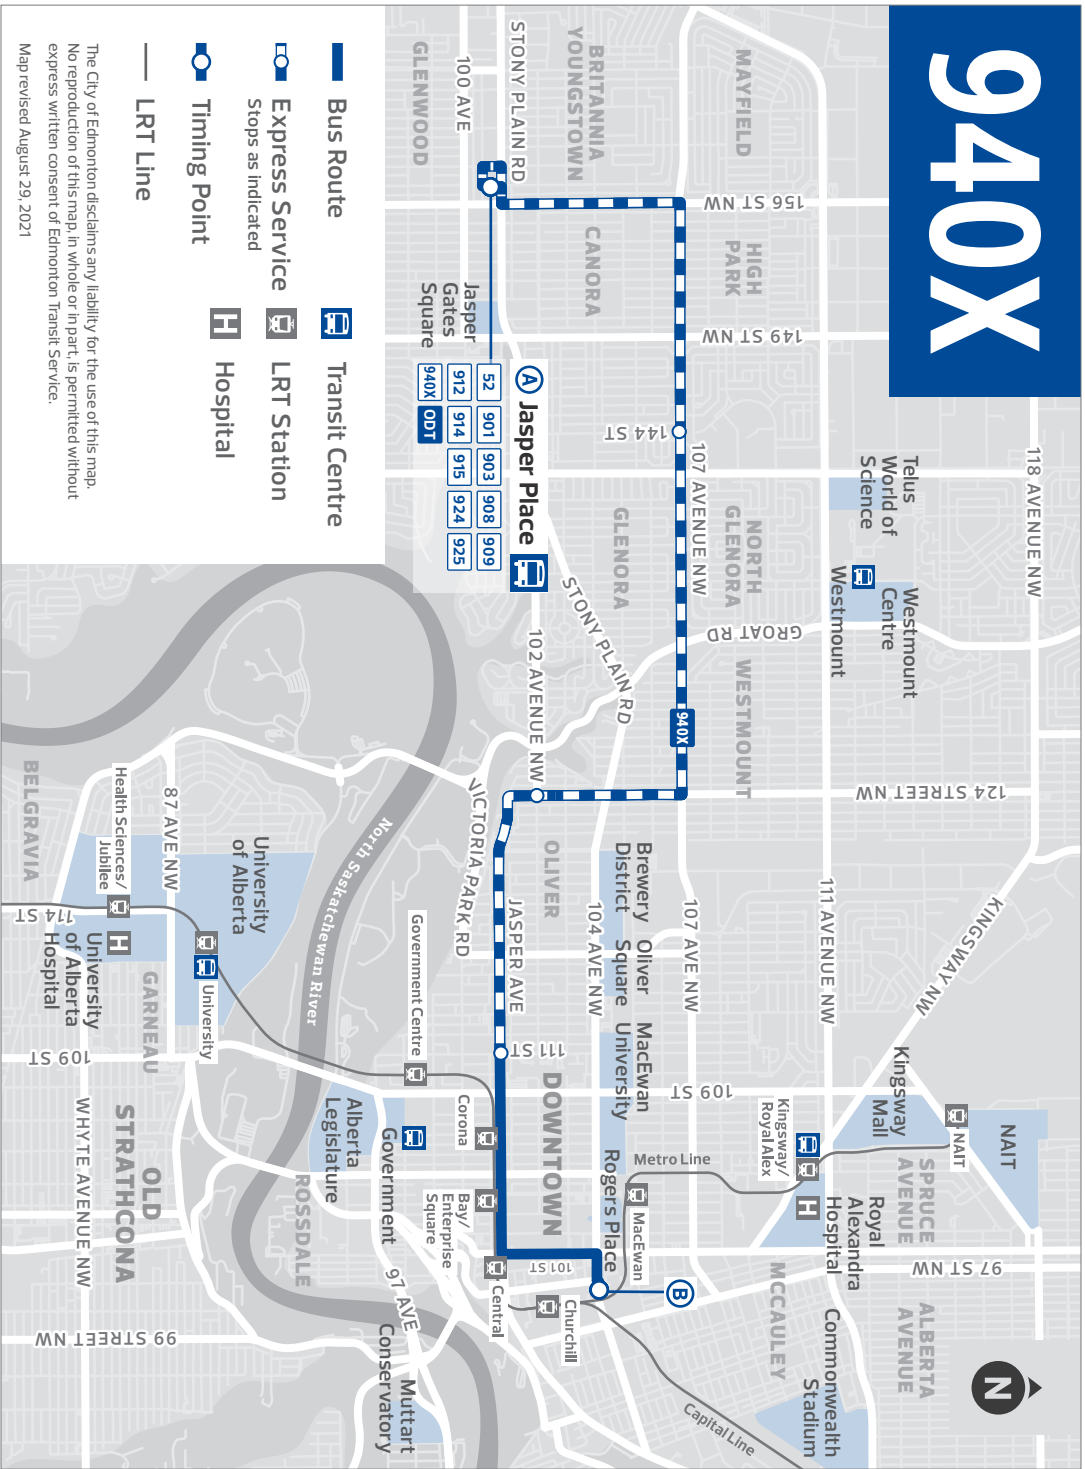 940X
Bus Route
Express Service
Stops as indicated
Timing Point
LRT Line
Transit Centre
LRT Station
H
Hospital
The City of Edmonton disclaims any liability for the use of this map.
No reproduction of this map, in whole or in part, is permitted without
express written consent of Edmonton Transit Service.
Map revised August 29, 2021
N
118 AVENUE NW
MAYFIELD
BRITANNIA
YOUNGSTOWN
STONY PLAIN RD
100 AVE
GLENWOOD
156 ST NW
HIGH
PARK
CANORA
149 ST NW
Jasper
Gates
Square
A Jasper Place
52
901
903
908
909
912
914
915
924
925
940X
ODT
144 ST
107 AVENUE NW
Telus
World of
Science
NORTH
GLENORA
GLENORA
Westmount
Centre
Westmount
GROAT RD
STONY PLAIN RD
102 AVENUE NW
WESTMOUNT
940X
124 STREET NW
VICTORIA PARK RD
OLIVER
JASPER AVE
Brewery
District
Oliver
Square
104 AVE NW
107 AVE NW
111 AVENUE NW
KINGSWAY NW
MacEwan
University
111 ST
109 ST
DOWNTOWN
Rogers Place
Metro Line
MacEwan
101 ST
B
Kingsway
Mall
NAIT
NAIT
Kingsway/
Royal Alex
H
Royal
Alexandra
Hospital
SPRUCE
AVENUE
97 ST NW
ALBERTA
AVENUE
MCCAULEY
Commonwealth
Stadium
Capital Line
Churchill
Central
Bay/
Enterprise
Square
Corona
Government Centre
Government
Alberta
Legislature
ROSSDALE
97 AVE
Muttart
Conservatory
North Saskatchewan River
University
of Alberta
University
87 AVE NW
Health Sciences/
Jubilee
BELGRAVIA
114 ST
H
University
of Alberta
Hospital
GARNEAU
109 ST
WHYTE AVENUE NW
OLD
STRATHCONA
99 STREET NW